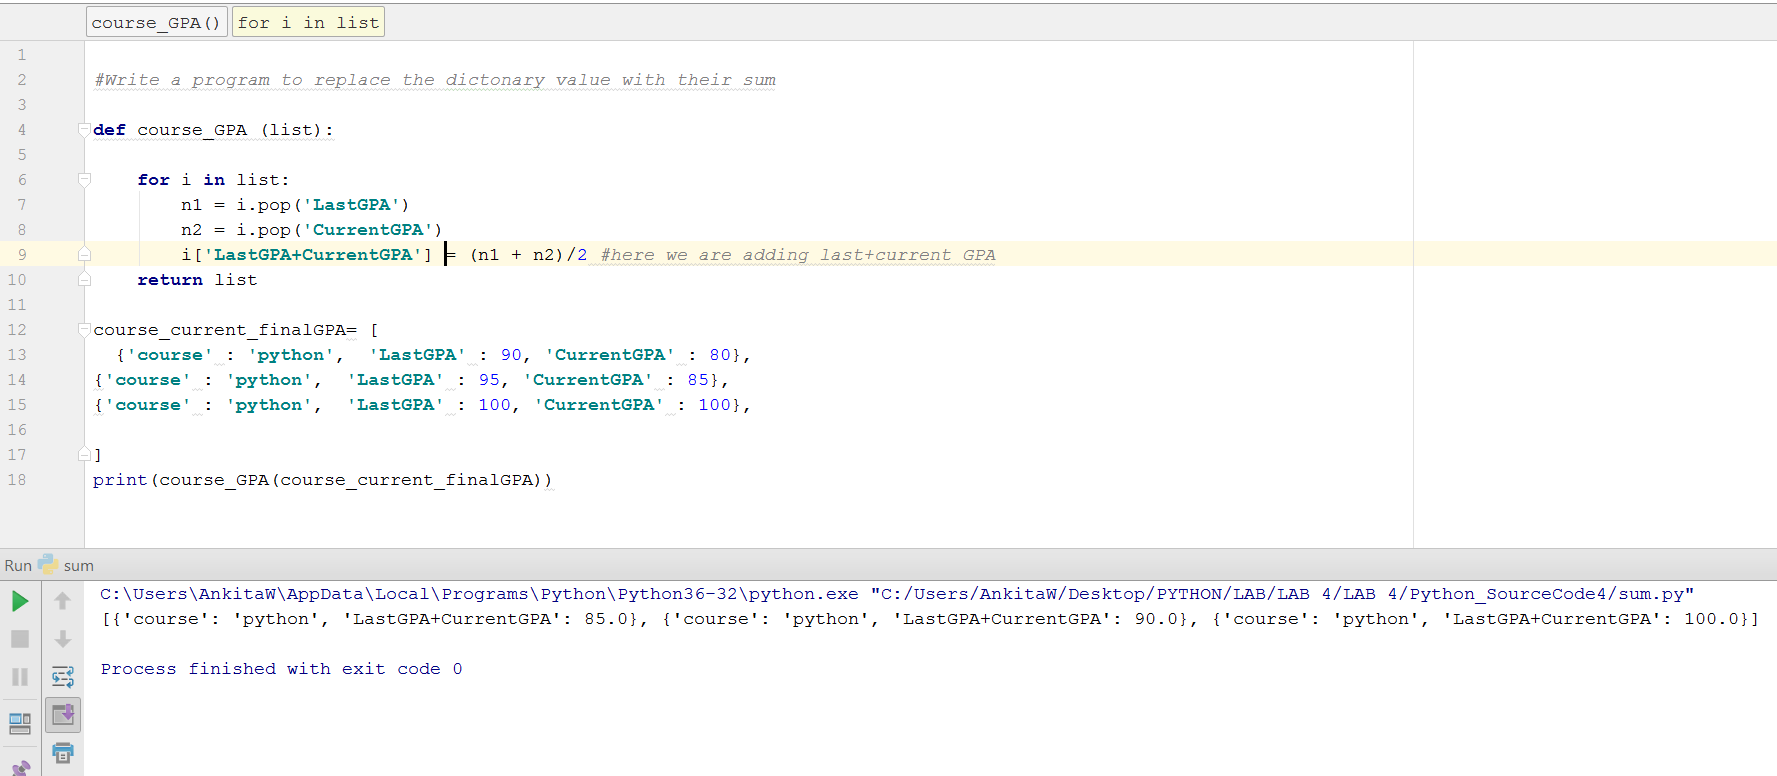 course_GPA() for i in list
1
2 #Write a program to replace the dictonary value with their sum
3
4 def course_GPA (list):
5
6 for i in list:
7 n1 = i.pop('LastGPA')
8 n2 = i.pop('CurrentGPA')
9 i['LastGPA+CurrentGPA'] = (n1 + n2)/2 #here we are adding last+current GPA
10 return list
11
12 course_current_finalGPA= [
13 {'course' : 'python', 'LastGPA' : 90, 'CurrentGPA' : 80},
14 {'course' : 'python', 'LastGPA' : 95, 'CurrentGPA' : 85},
15 {'course' : 'python', 'LastGPA' : 100, 'CurrentGPA' : 100},
16
17 ]
18 print(course_GPA(course_current_finalGPA))
Run sum
C:\Users\AnkitaW\AppData\Local\Programs\Python\Python36-32\python.exe "C:/Users/AnkitaW/Desktop/PYTHON/LAB/LAB 4/LAB 4/Python_SourceCode4/sum.py"
[{'course': 'python', 'LastGPA+CurrentGPA': 85.0}, {'course': 'python', 'LastGPA+CurrentGPA': 90.0}, {'course': 'python', 'LastGPA+CurrentGPA': 100.0}]
Process finished with exit code 0